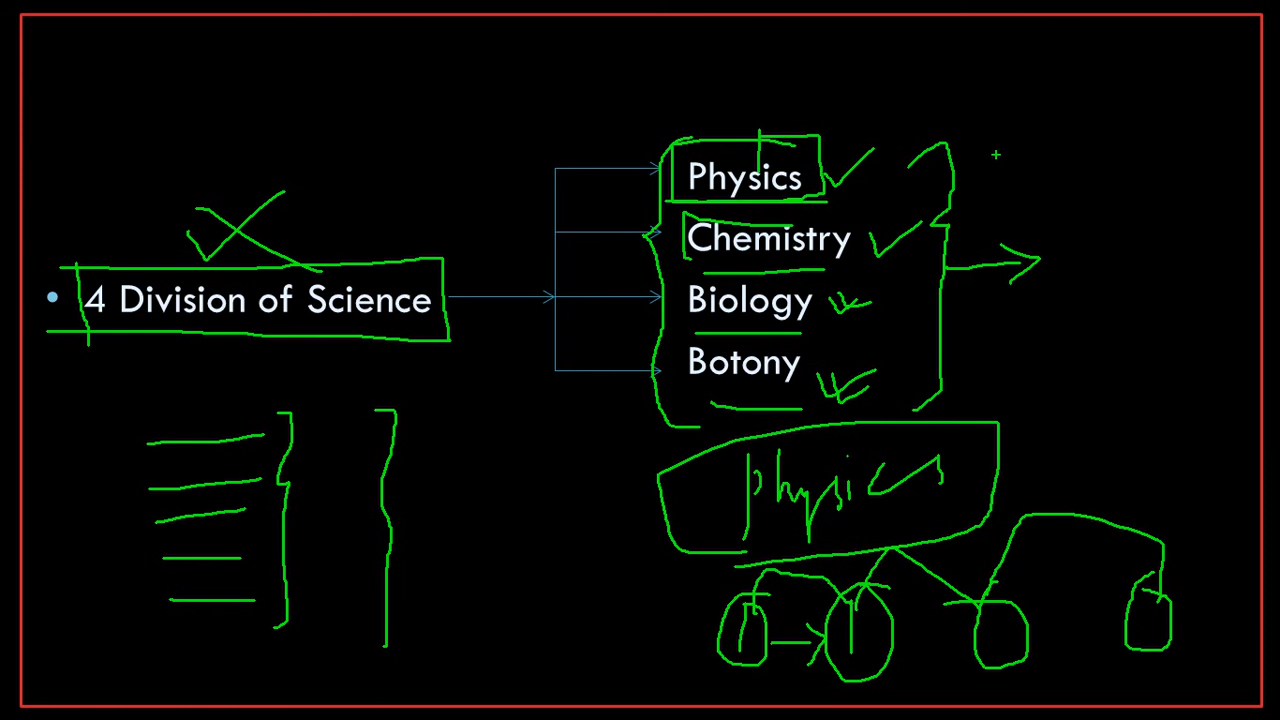 Physics
Chemistry
• 4 Division of Science
Biology
Botony
physics